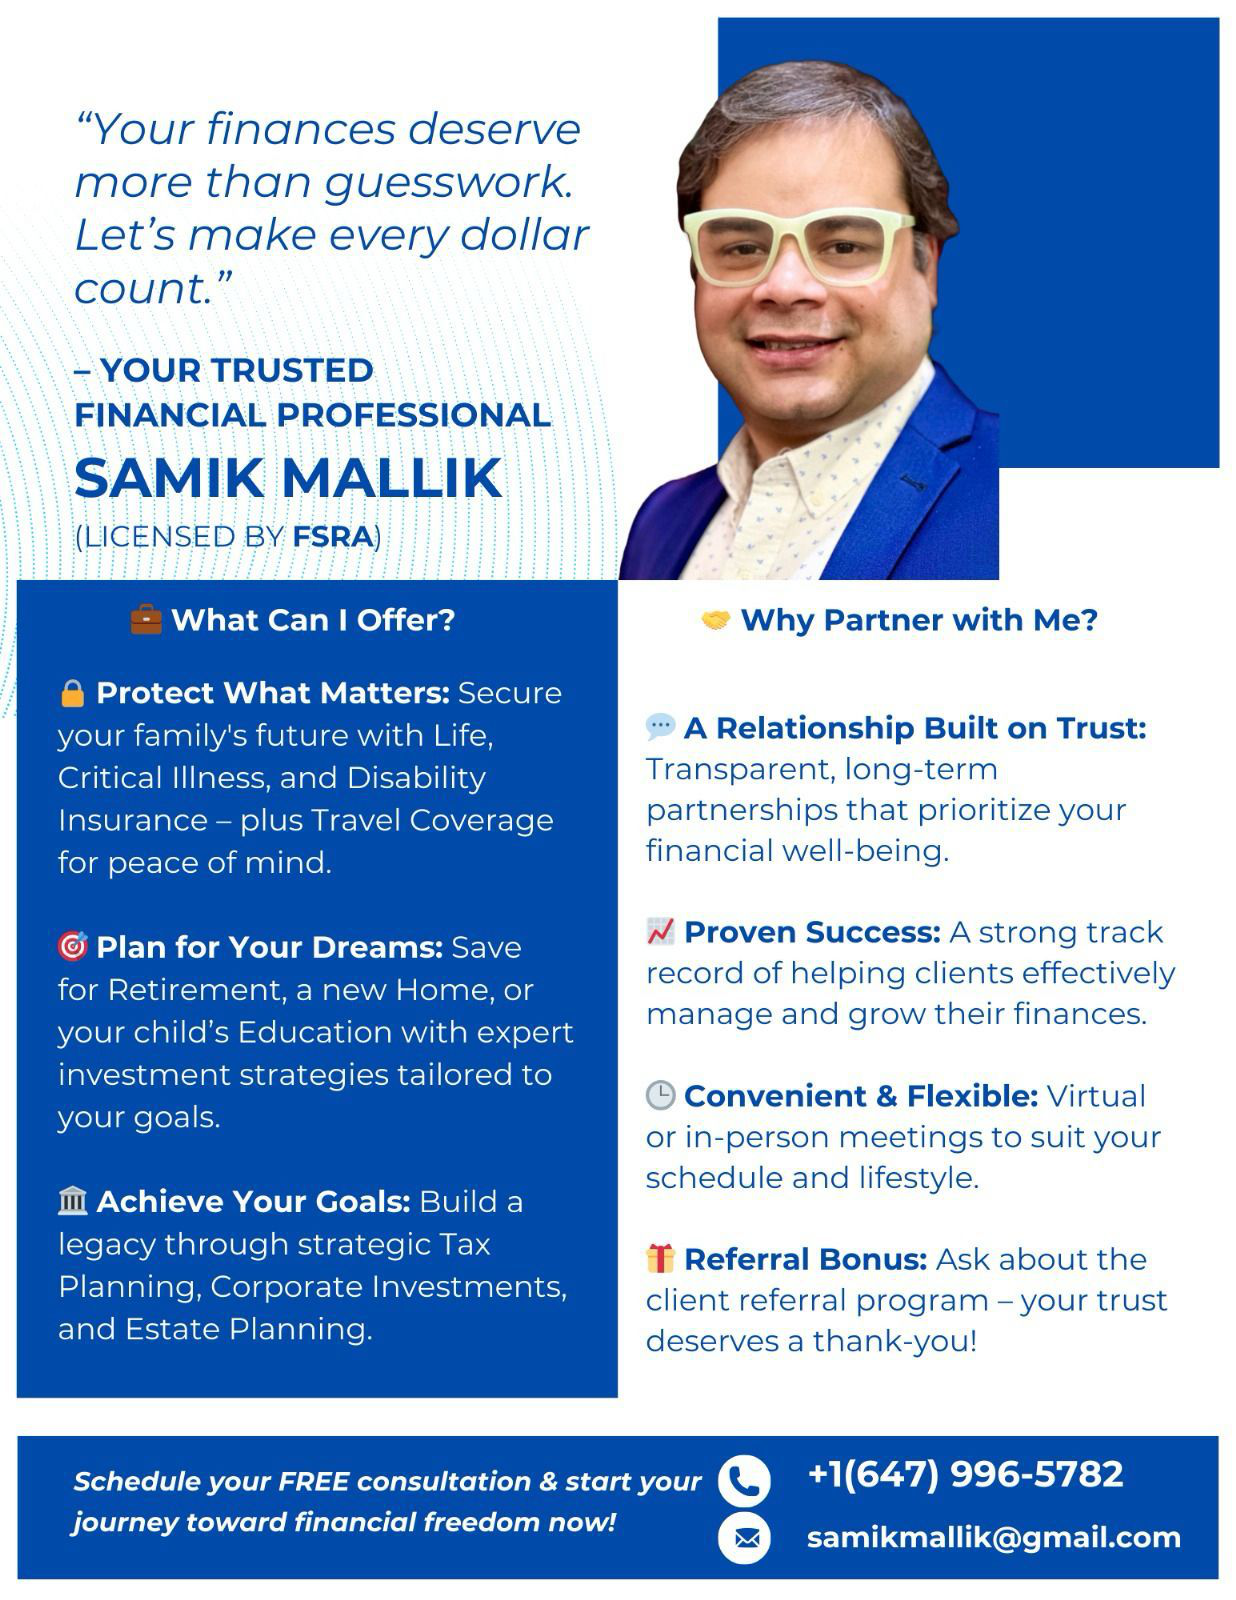 “Your finances deserve
more than guesswork.
Let’s make every dollar
count.”
– YOUR TRUSTED
FINANCIAL PROFESSIONAL
SAMIK MALLIK
(LICENSED BY FSRA)
What Can I Offer?
Protect What Matters: Secure
your family's future with Life,
Critical Illness, and Disability
Insurance – plus Travel Coverage
for peace of mind.
Plan for Your Dreams: Save
for Retirement, a new Home, or
your child’s Education with expert
investment strategies tailored to
your goals.
Achieve Your Goals: Build a
legacy through strategic Tax
Planning, Corporate Investments,
and Estate Planning.
Why Partner with Me?
A Relationship Built on Trust:
Transparent, long-term
partnerships that prioritize your
financial well-being.
Proven Success: A strong track
record of helping clients effectively
manage and grow their finances.
Convenient & Flexible: Virtual
or in-person meetings to suit your
schedule and lifestyle.
Referral Bonus: Ask about the
client referral program – your trust
deserves a thank-you!
Schedule your FREE consultation & start your
journey toward financial freedom now!
+1(647) 996-5782
samikmallik@gmail.com